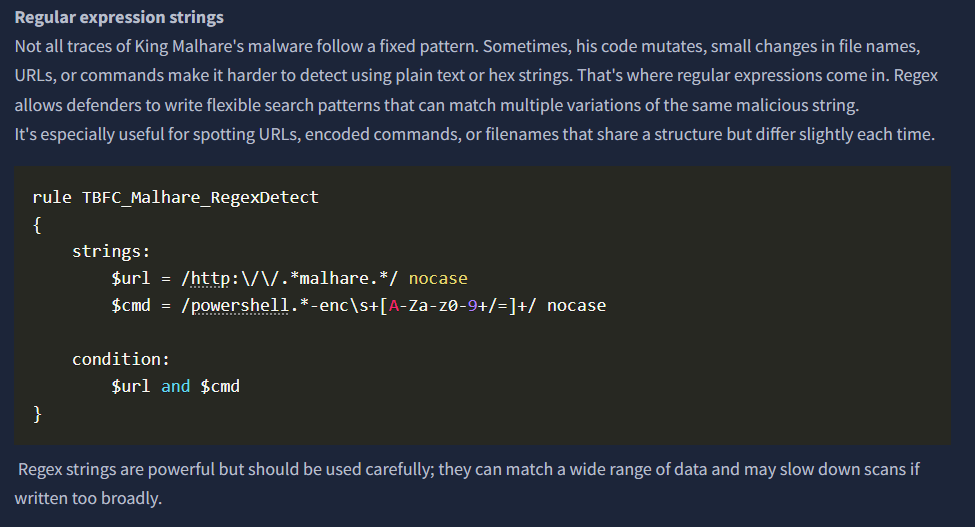 Regular expression strings
Not all traces of King Malhare's malware follow a fixed pattern. Sometimes, his code mutates, small changes in file names,
URLs, or commands make it harder to detect using plain text or hex strings. That's where regular expressions come in. Regex
allows defenders to write flexible search patterns that can match multiple variations of the same malicious string.
It's especially useful for spotting URLs, encoded commands, or filenames that share a structure but differ slightly each time.
rule TBFC_Malhare_RegexDetect
{
    strings:
        $url = /http:\/\/.*malhare.*/ nocase
        $cmd = /powershell.*-enc\s+[A-Za-z0-9+/=]+/ nocase
    condition:
        $url and $cmd
}
Regex strings are powerful but should be used carefully; they can match a wide range of data and may slow down scans if
written too broadly.